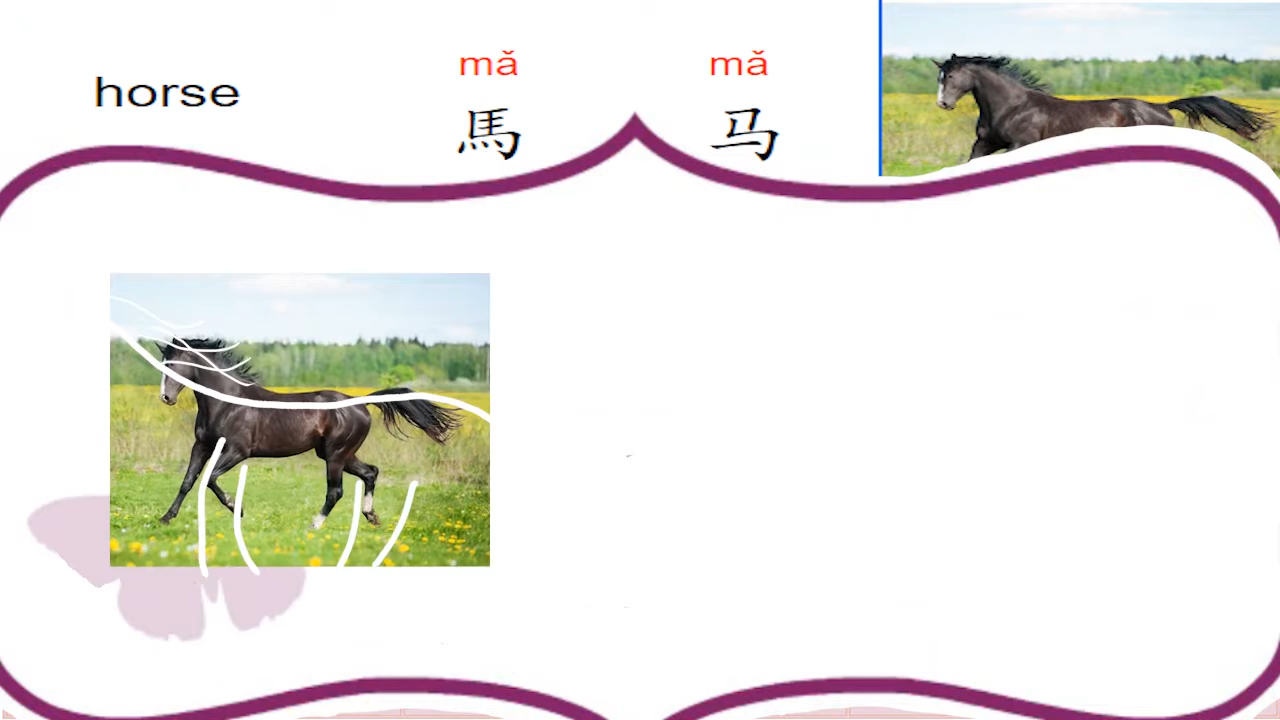 horse
mǎ mǎ
馬 马